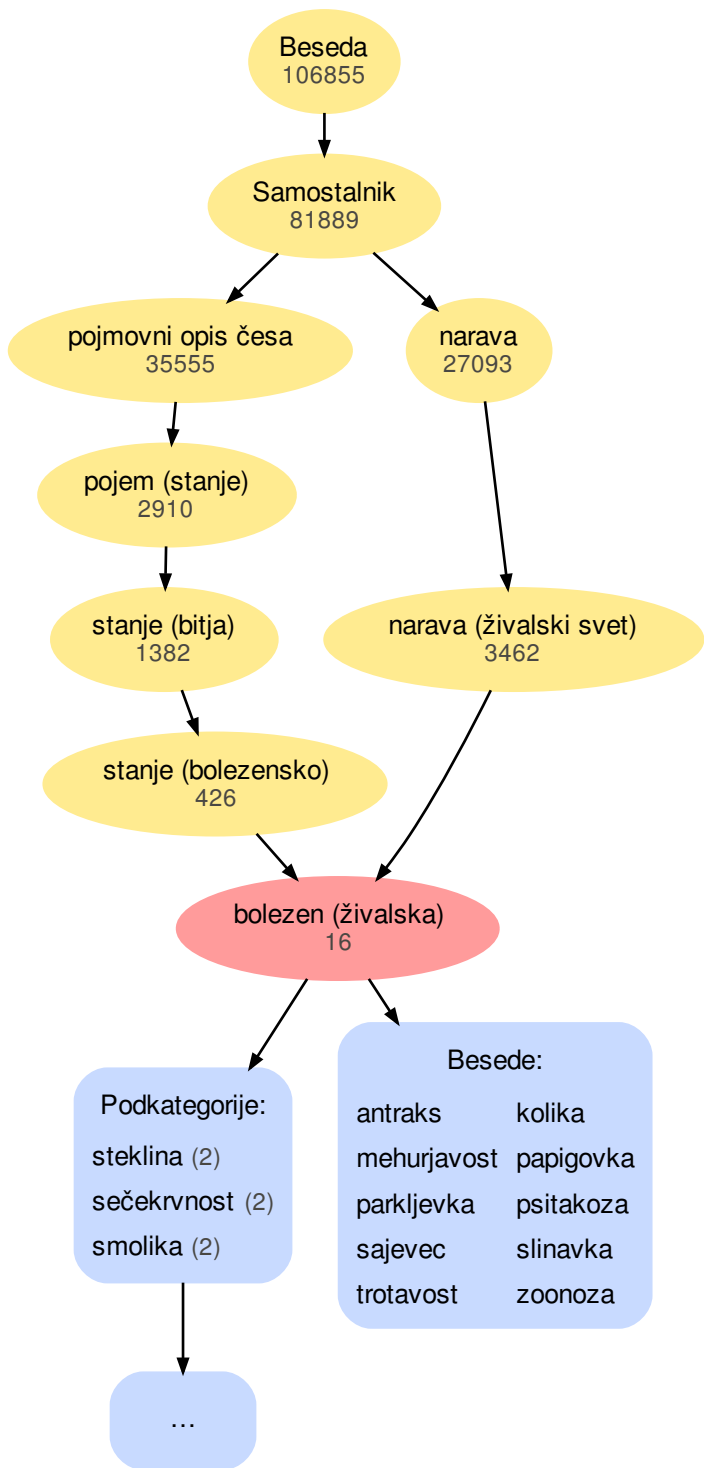 Beseda
106855
Samostalnik
81889
pojmovni opis česa
35555
narava
27093
pojem (stanje)
2910
stanje (bitja)
1382
narava (živalski svet)
3462
stanje (bolezensko)
426
bolezen (živalska)
16
Podkategorije:
steklina (2)
sečekrvnost (2)
smolika (2)
Besede:
antraks kolika
mehurjavost papigovka
parkljevka psitakoza
sajevec slinavka
trotavost zoonoza
…